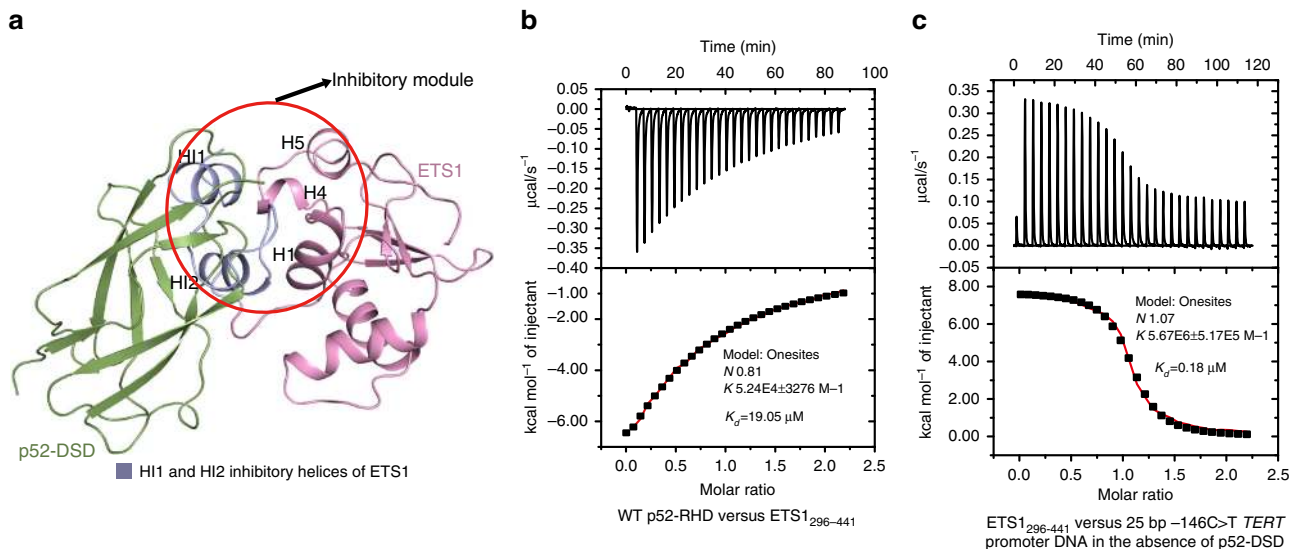 a
Inhibitory module
HI1
H5
ETS1
H4
H1
HI2
p52-DSD
HI1 and HI2 inhibitory helices of ETS1
b
Time (min)
0 20 40 60 80 100
0.05
0.00
−0.05
−0.10
−0.15
−0.20
−0.25
−0.30
−0.35
−0.40
μcal/s⁻¹
−1.00
−2.00
−4.00
−6.00
kcal mol⁻¹ of injectant
Model: Onesites
N 0.81
K 5.24E4±3276 M–1
K_d=19.05 μM
0.0 0.5 1.0 1.5 2.0 2.5
Molar ratio
WT p52-RHD versus ETS1₂₉₆₋₄₄₁
c
Time (min)
0 20 40 60 80 100 120
0.35
0.30
0.25
0.20
0.15
0.10
0.05
0.00
−0.05
μcal/s⁻¹
8.00
6.00
4.00
2.00
0.00
kcal mol⁻¹ of injectant
Model: Onesites
N 1.07
K 5.67E6±5.17E5 M–1
K_d=0.18 μM
0.0 0.5 1.0 1.5 2.0 2.5
Molar ratio
ETS1₂₉₆₋₄₄₁ versus 25 bp −146C>T TERT
promoter DNA in the absence of p52-DSD